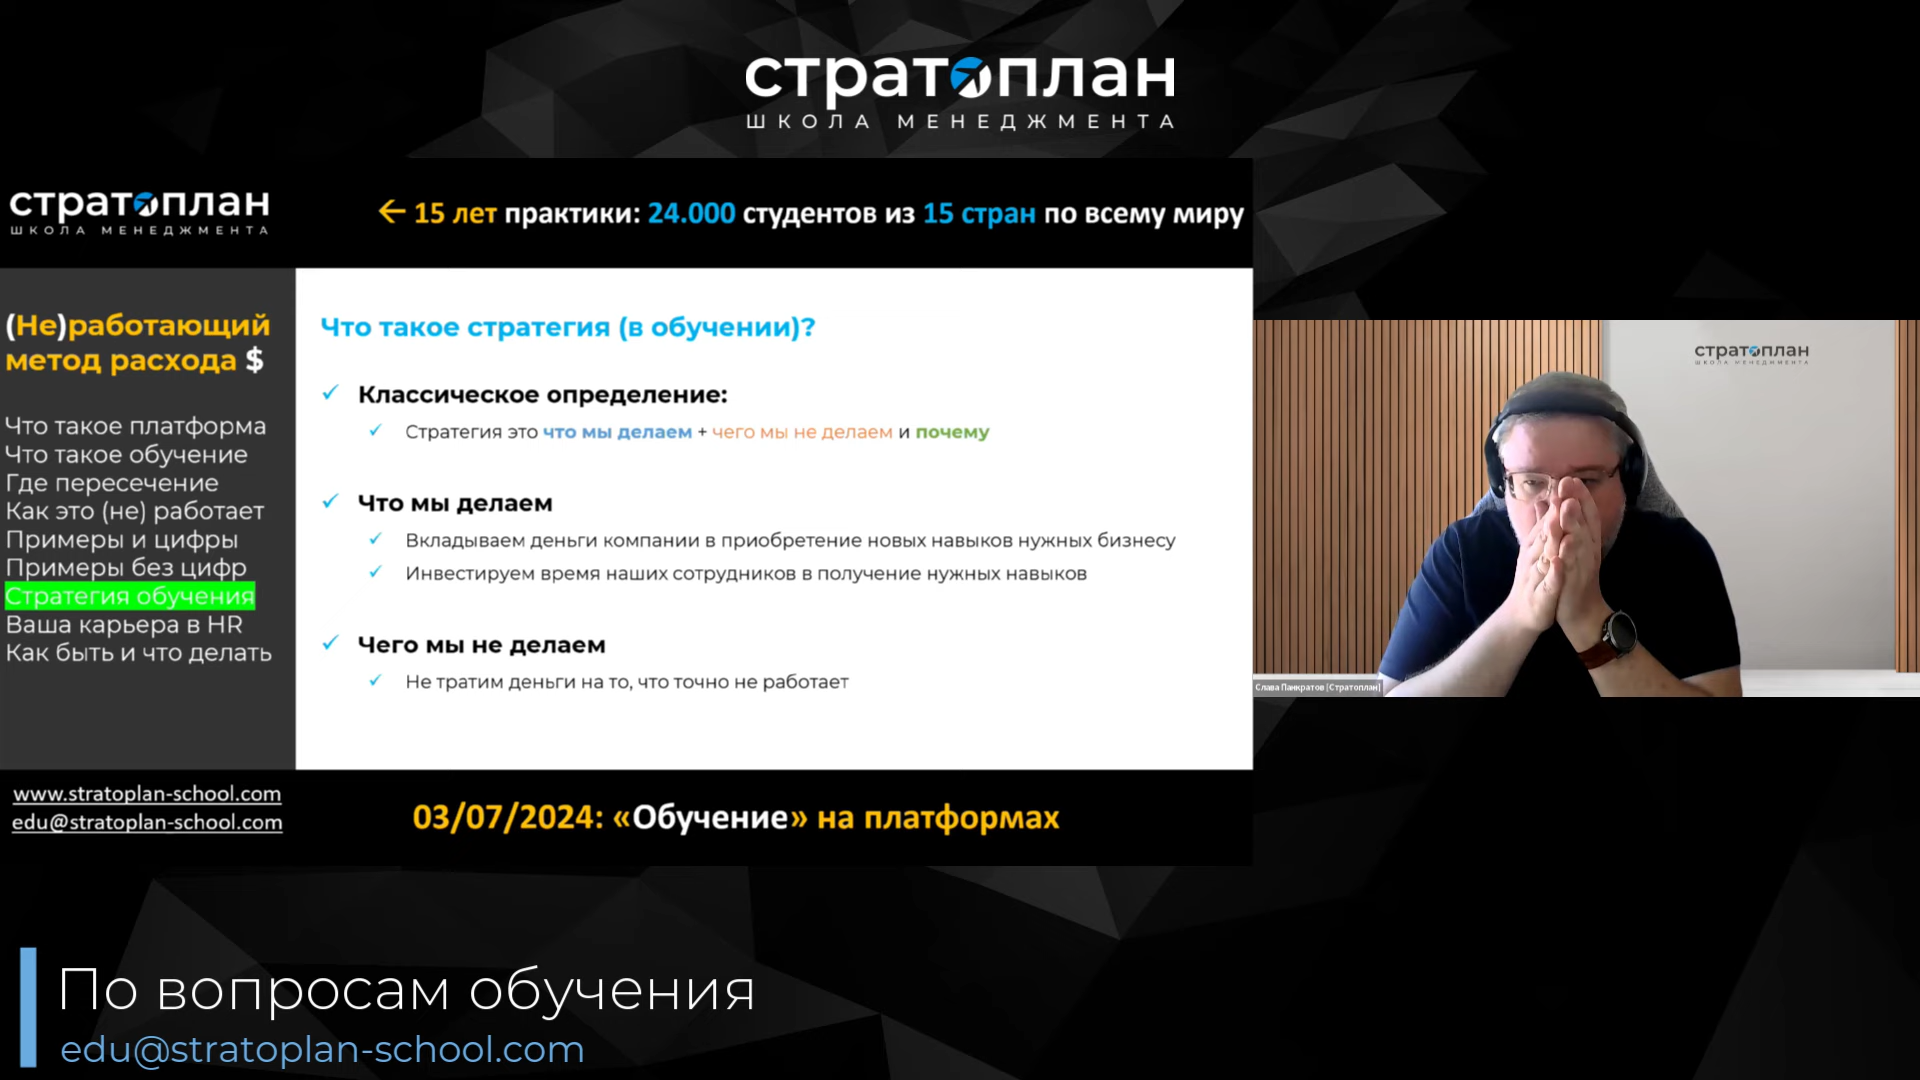 стратоплан
ШКОЛА МЕНЕДЖМЕНТА
стратоплан
ШКОЛА МЕНЕДЖМЕНТА
← 15 лет практики: 24.000 студентов из 15 стран по всему миру
(Не)работающий
метод расхода $
Что такое платформа
Что такое обучение
Где пересечение
Как это (не) работает
Примеры и цифры
Примеры без цифр
Стратегия обучения
Ваша карьера в HR
Как быть и что делать
Что такое стратегия (в обучении)?
✓ Классическое определение:
✓ Стратегия это что мы делаем + чего мы не делаем и почему
✓ Что мы делаем
✓ Вкладываем деньги компании в приобретение новых навыков нужных бизнесу
✓ Инвестируем время наших сотрудников в получение нужных навыков
✓ Чего мы не делаем
✓ Не тратим деньги на то, что точно не работает
стратоплан
ШКОЛА МЕНЕДЖМЕНТА
Слава Панкратов [Стратоплан]
www.stratoplan-school.com
edu@stratoplan-school.com
03/07/2024: «Обучение» на платформах
По вопросам обучения
edu@stratoplan-school.com